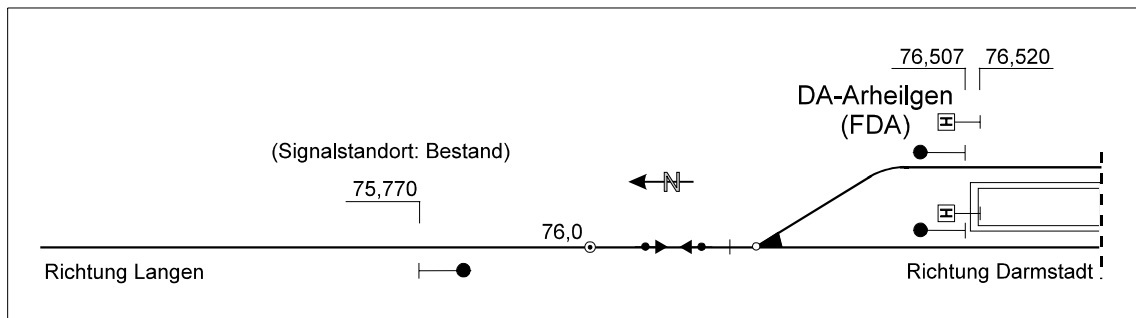 76,507 76,520
DA-Arheilgen
(FDA)
H
(Signalstandort: Bestand)
75,770
N
H
76,0
Richtung Langen
Richtung Darmstadt